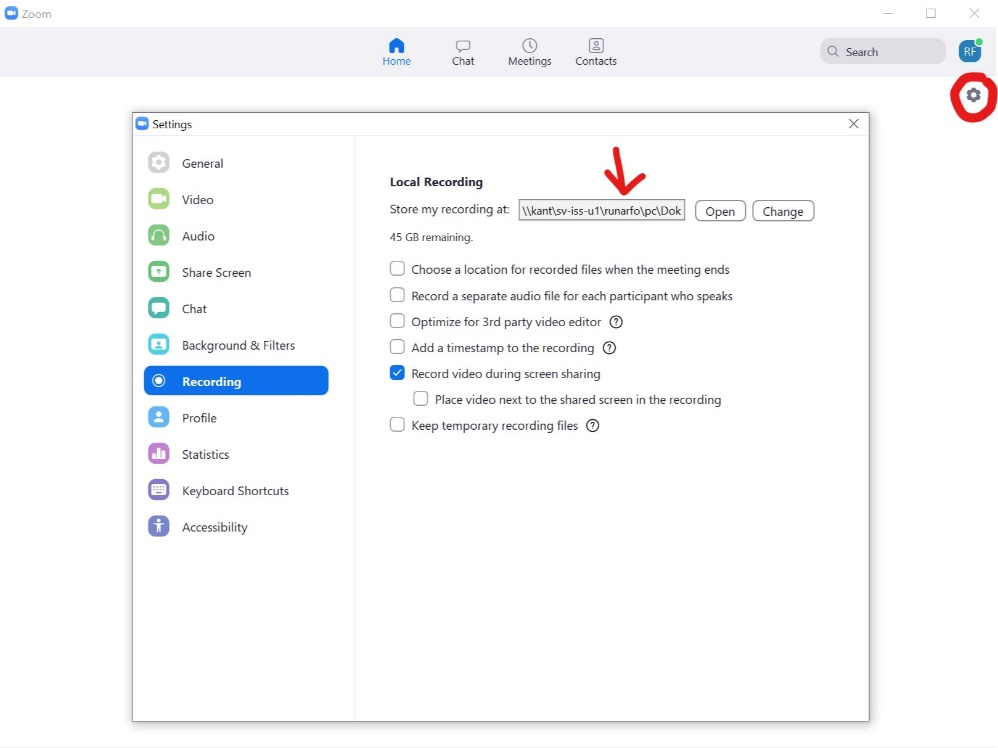 Zoom
Home Chat Meetings Contacts
Search
RF
Settings
General
Video
Audio
Share Screen
Chat
Background & Filters
Recording
Profile
Statistics
Keyboard Shortcuts
Accessibility
Local Recording
Store my recording at: \\kant\sv-iss-u1\runarfo\pc\Dok Open Change
45 GB remaining.
Choose a location for recorded files when the meeting ends
Record a separate audio file for each participant who speaks
Optimize for 3rd party video editor ?
Add a timestamp to the recording ?
Record video during screen sharing
Place video next to the shared screen in the recording
Keep temporary recording files ?